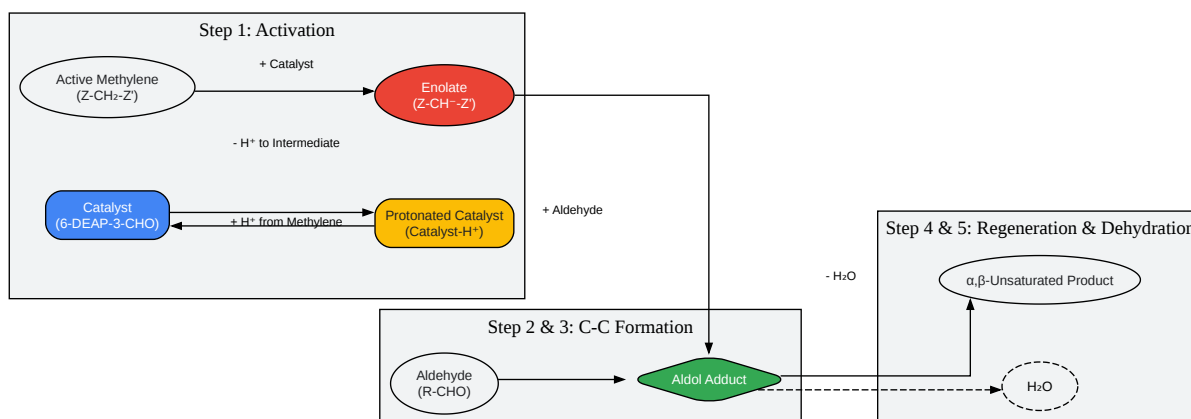 Step 1: Activation
+ Catalyst
Active Methylene
(Z-CH₂-Z')
Enolate
(Z-CH⁻-Z')
- H⁺ to Intermediate
Catalyst
(6-DEAP-3-CHO)
+ H⁺ from Methylene
Protonated Catalyst
(Catalyst-H⁺)
+ Aldehyde
Step 4 & 5: Regeneration & Dehydration
- H₂O
α,β-Unsaturated Product
Step 2 & 3: C-C Formation
Aldehyde
(R-CHO)
Aldol Adduct
H₂O